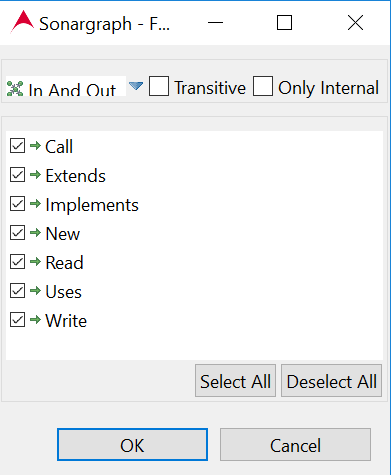 Sonargraph - F...
In And Out Transitive Only Internal
Call
Extends
Implements
New
Read
Uses
Write
Select All Deselect All
OK Cancel